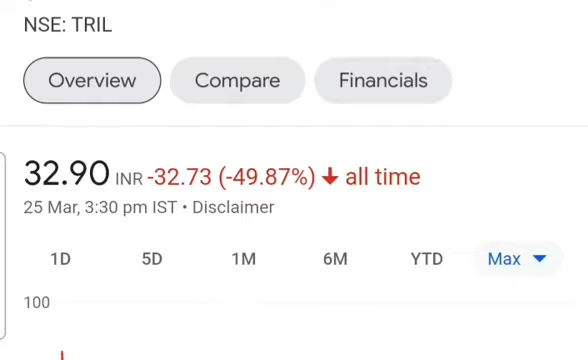 NSE: TRIL
Overview Compare Financials
32.90 INR -32.73 (-49.87%) ↓ all time
25 Mar, 3:30 pm IST • Disclaimer
1D 5D 1M 6M YTD Max
100